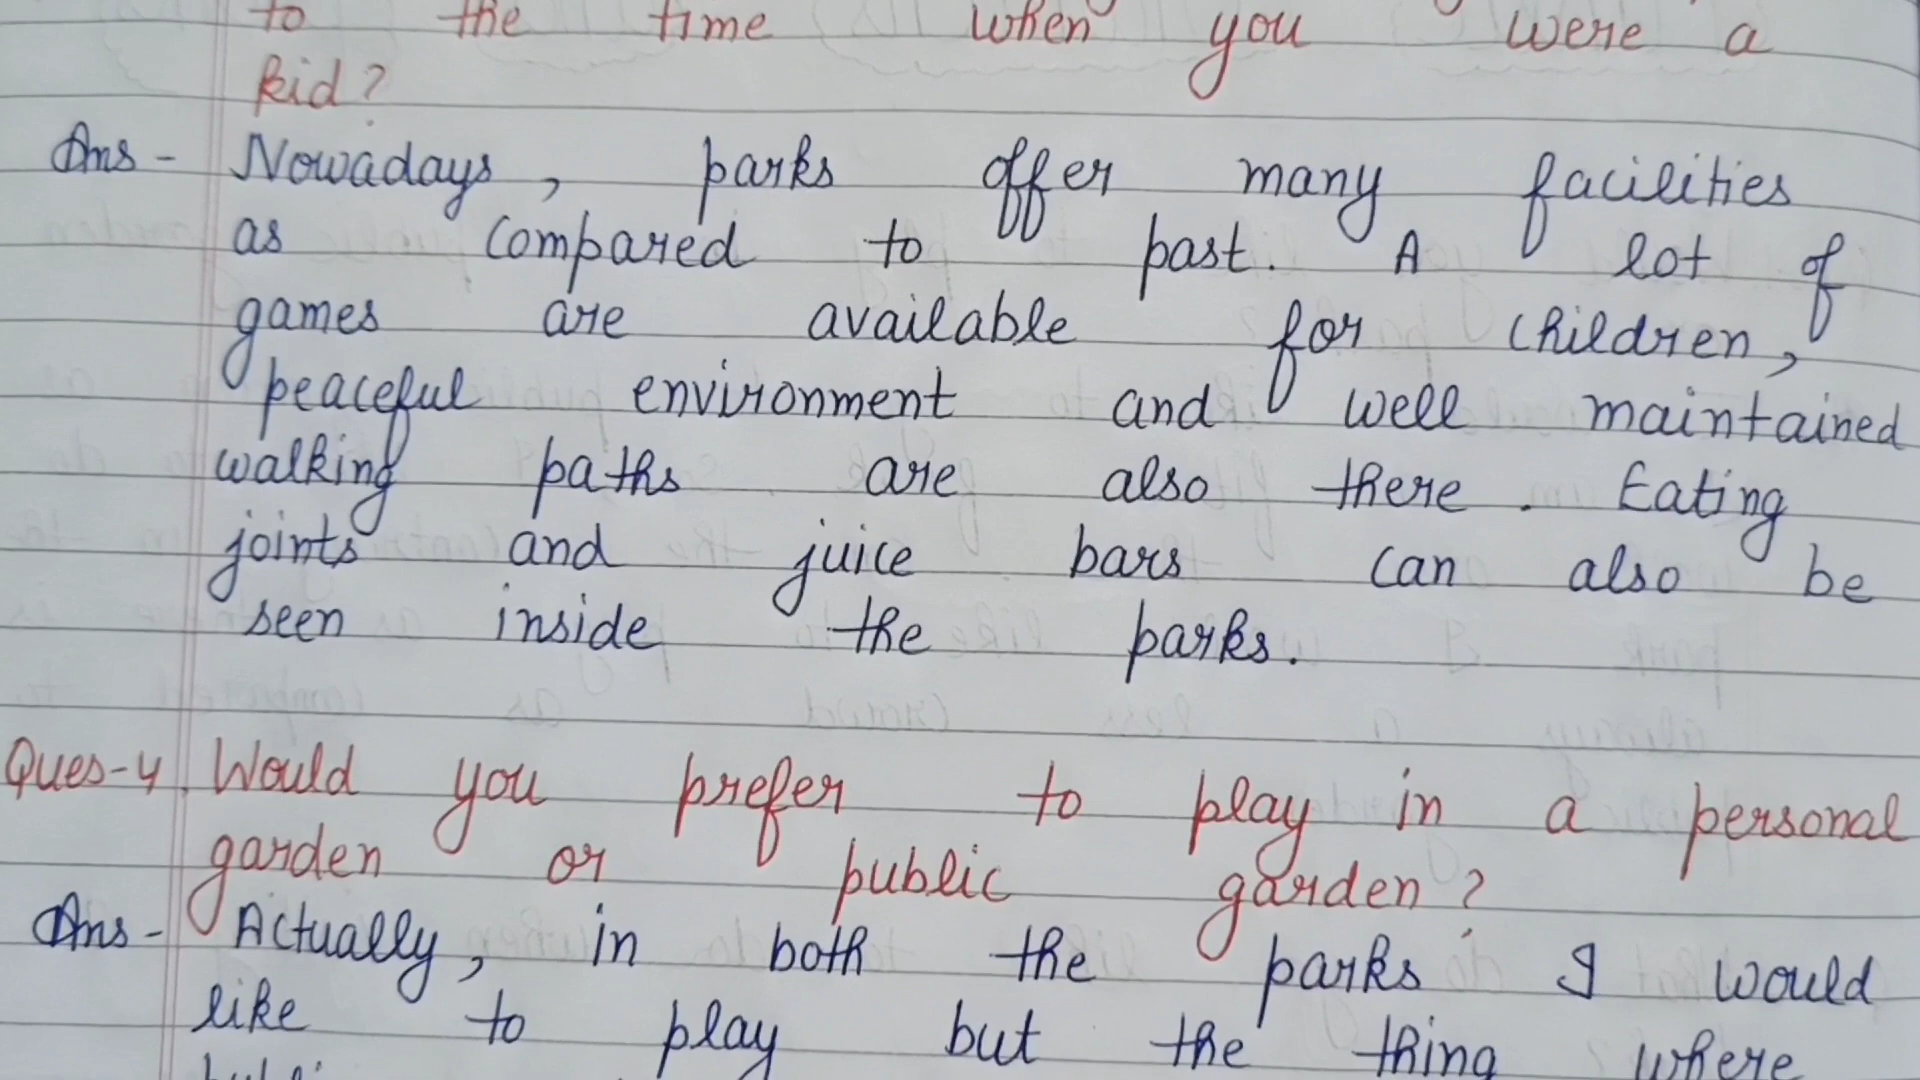 to the time when you were a
kid?
Ans - Nowadays, parks offer many facilities
as compared to past. A lot of
games are available for children,
peaceful environment and well maintained
walking paths are also there. Eating
joints and juice bars can also be
seen inside the parks.
Ques-4. Would you prefer to play in a personal
garden or public garden?
Ans - Actually, in both the parks I would
like to play but the thing where